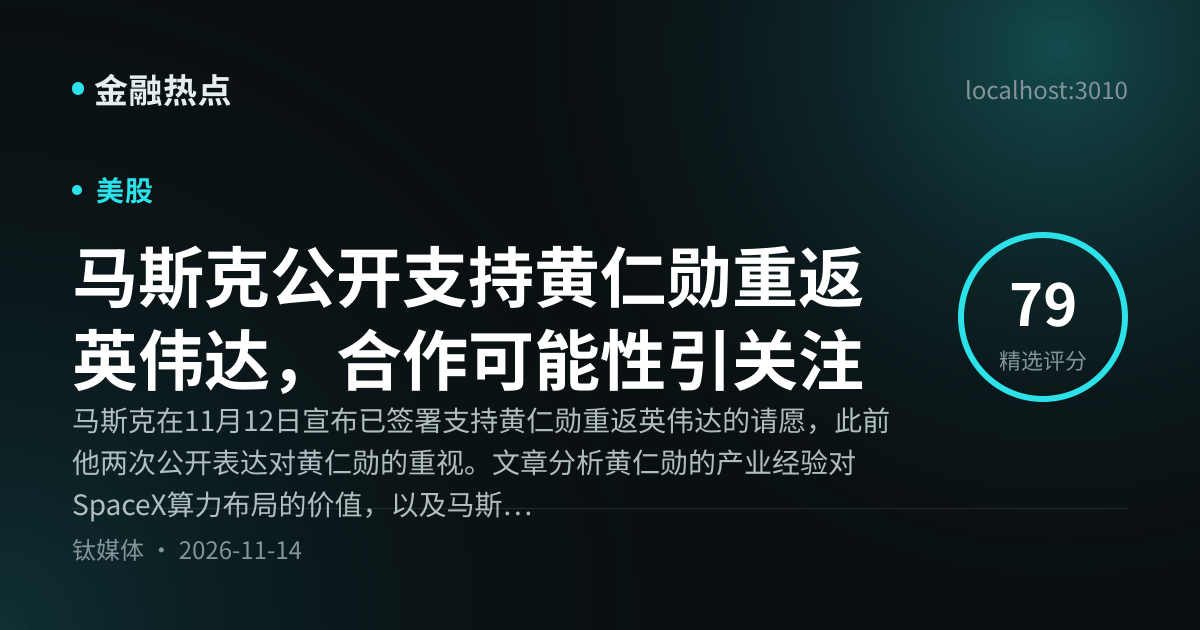 金融热点
localhost:3010
美股
马斯克公开支持黄仁勋重返
英伟达，合作可能性引关注
79
精选评分
马斯克在11月12日宣布已签署支持黄仁勋重返英伟达的请愿，此前
他两次公开表达对黄仁勋的重视。文章分析黄仁勋的产业经验对
SpaceX算力布局的价值，以及马斯…
钛媒体 · 2026-11-14